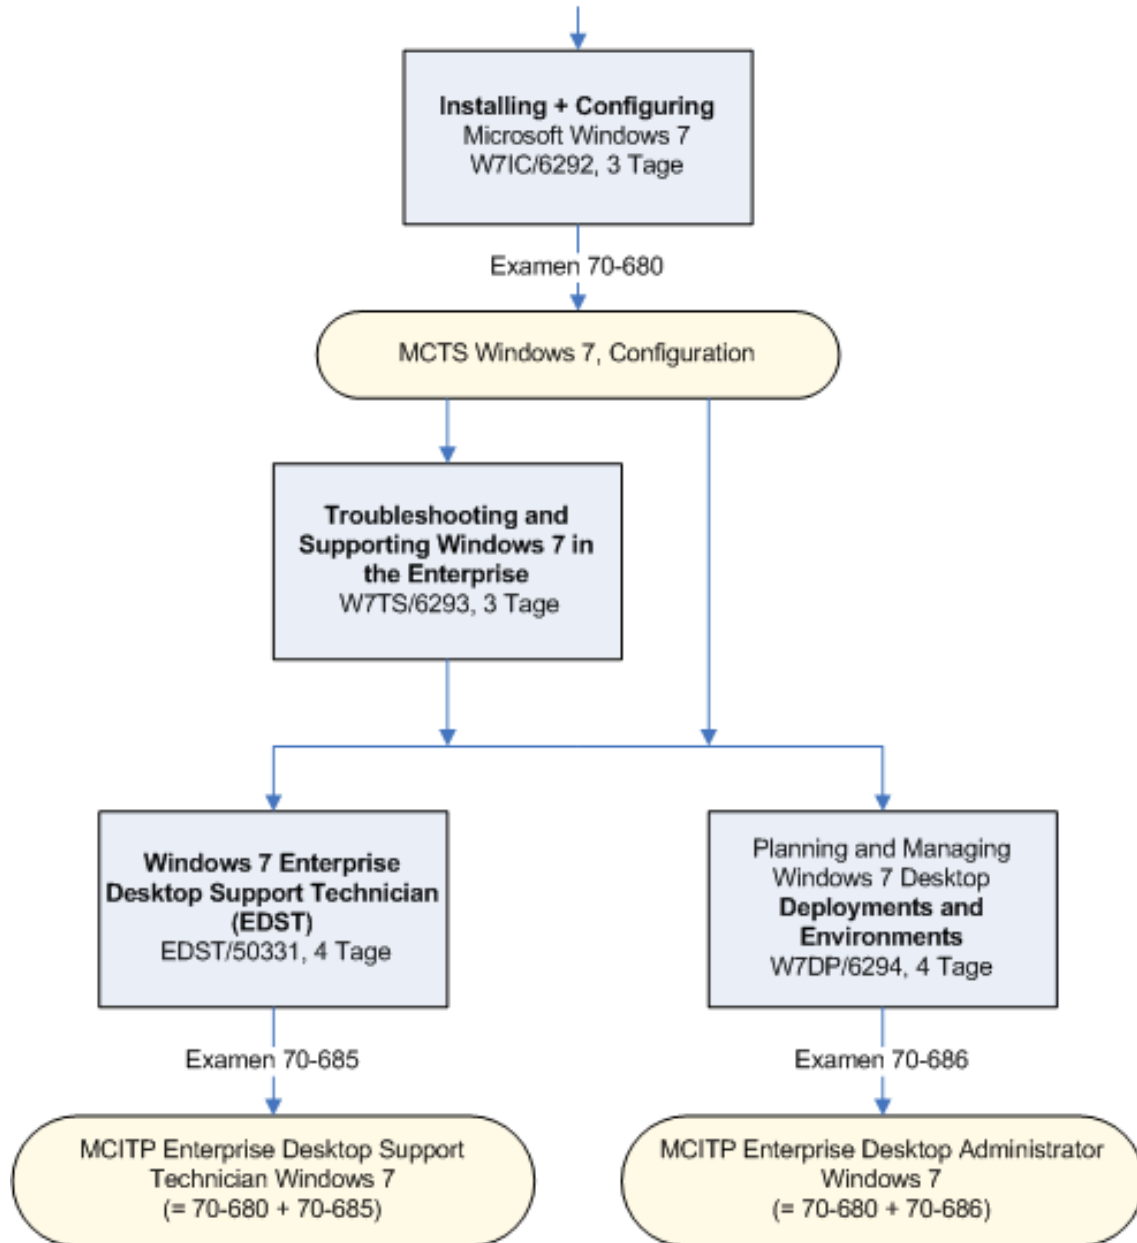 Installing + Configuring
Microsoft Windows 7
W7IC/6292, 3 Tage
Examen 70-680
MCTS Windows 7, Configuration
Troubleshooting and
Supporting Windows 7 in
the Enterprise
W7TS/6293, 3 Tage
Windows 7 Enterprise
Desktop Support Technician
(EDST)
EDST/50331, 4 Tage
Planning and Managing
Windows 7 Desktop
Deployments and
Environments
W7DP/6294, 4 Tage
Examen 70-685
Examen 70-686
MCITP Enterprise Desktop Support
Technician Windows 7
(= 70-680 + 70-685)
MCITP Enterprise Desktop Administrator
Windows 7
(= 70-680 + 70-686)